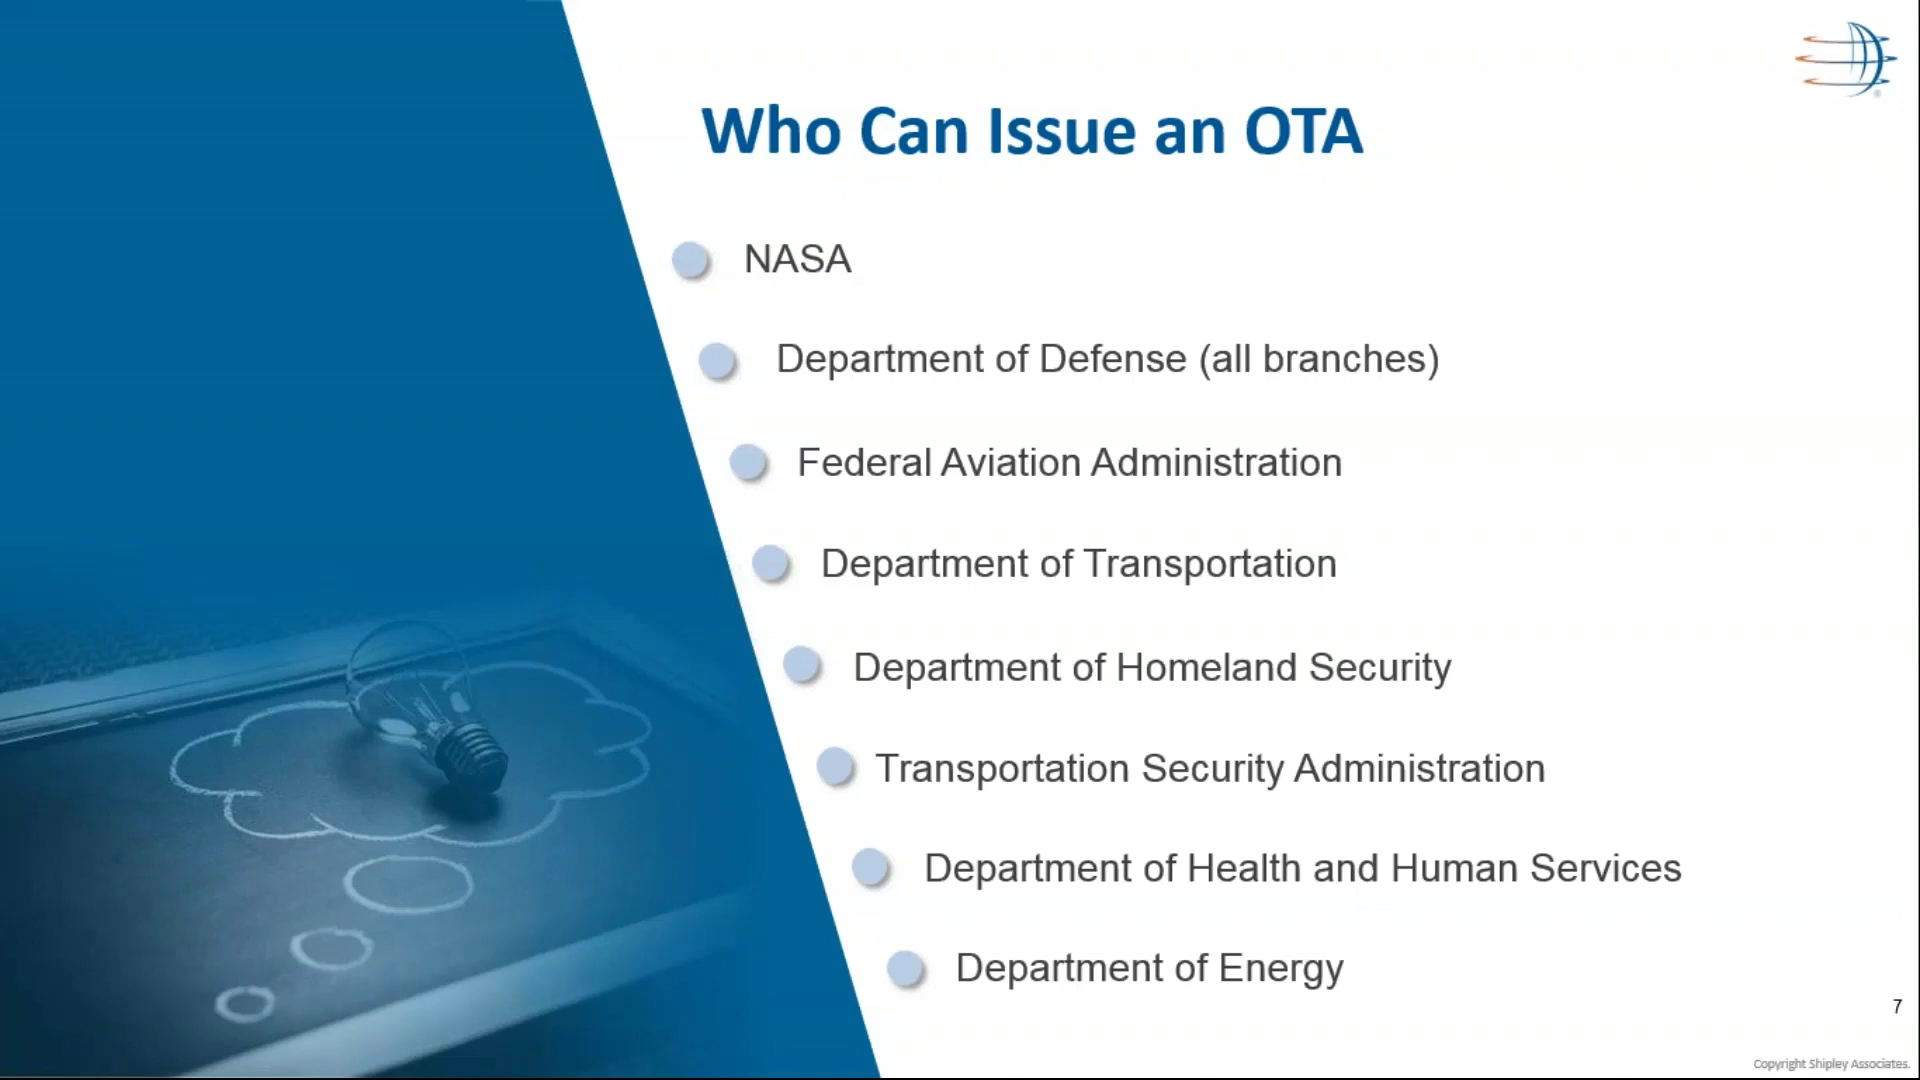 Who Can Issue an OTA
NASA
Department of Defense (all branches)
Federal Aviation Administration
Department of Transportation
Department of Homeland Security
Transportation Security Administration
Department of Health and Human Services
Department of Energy
7
Copyright Shipley Associates.